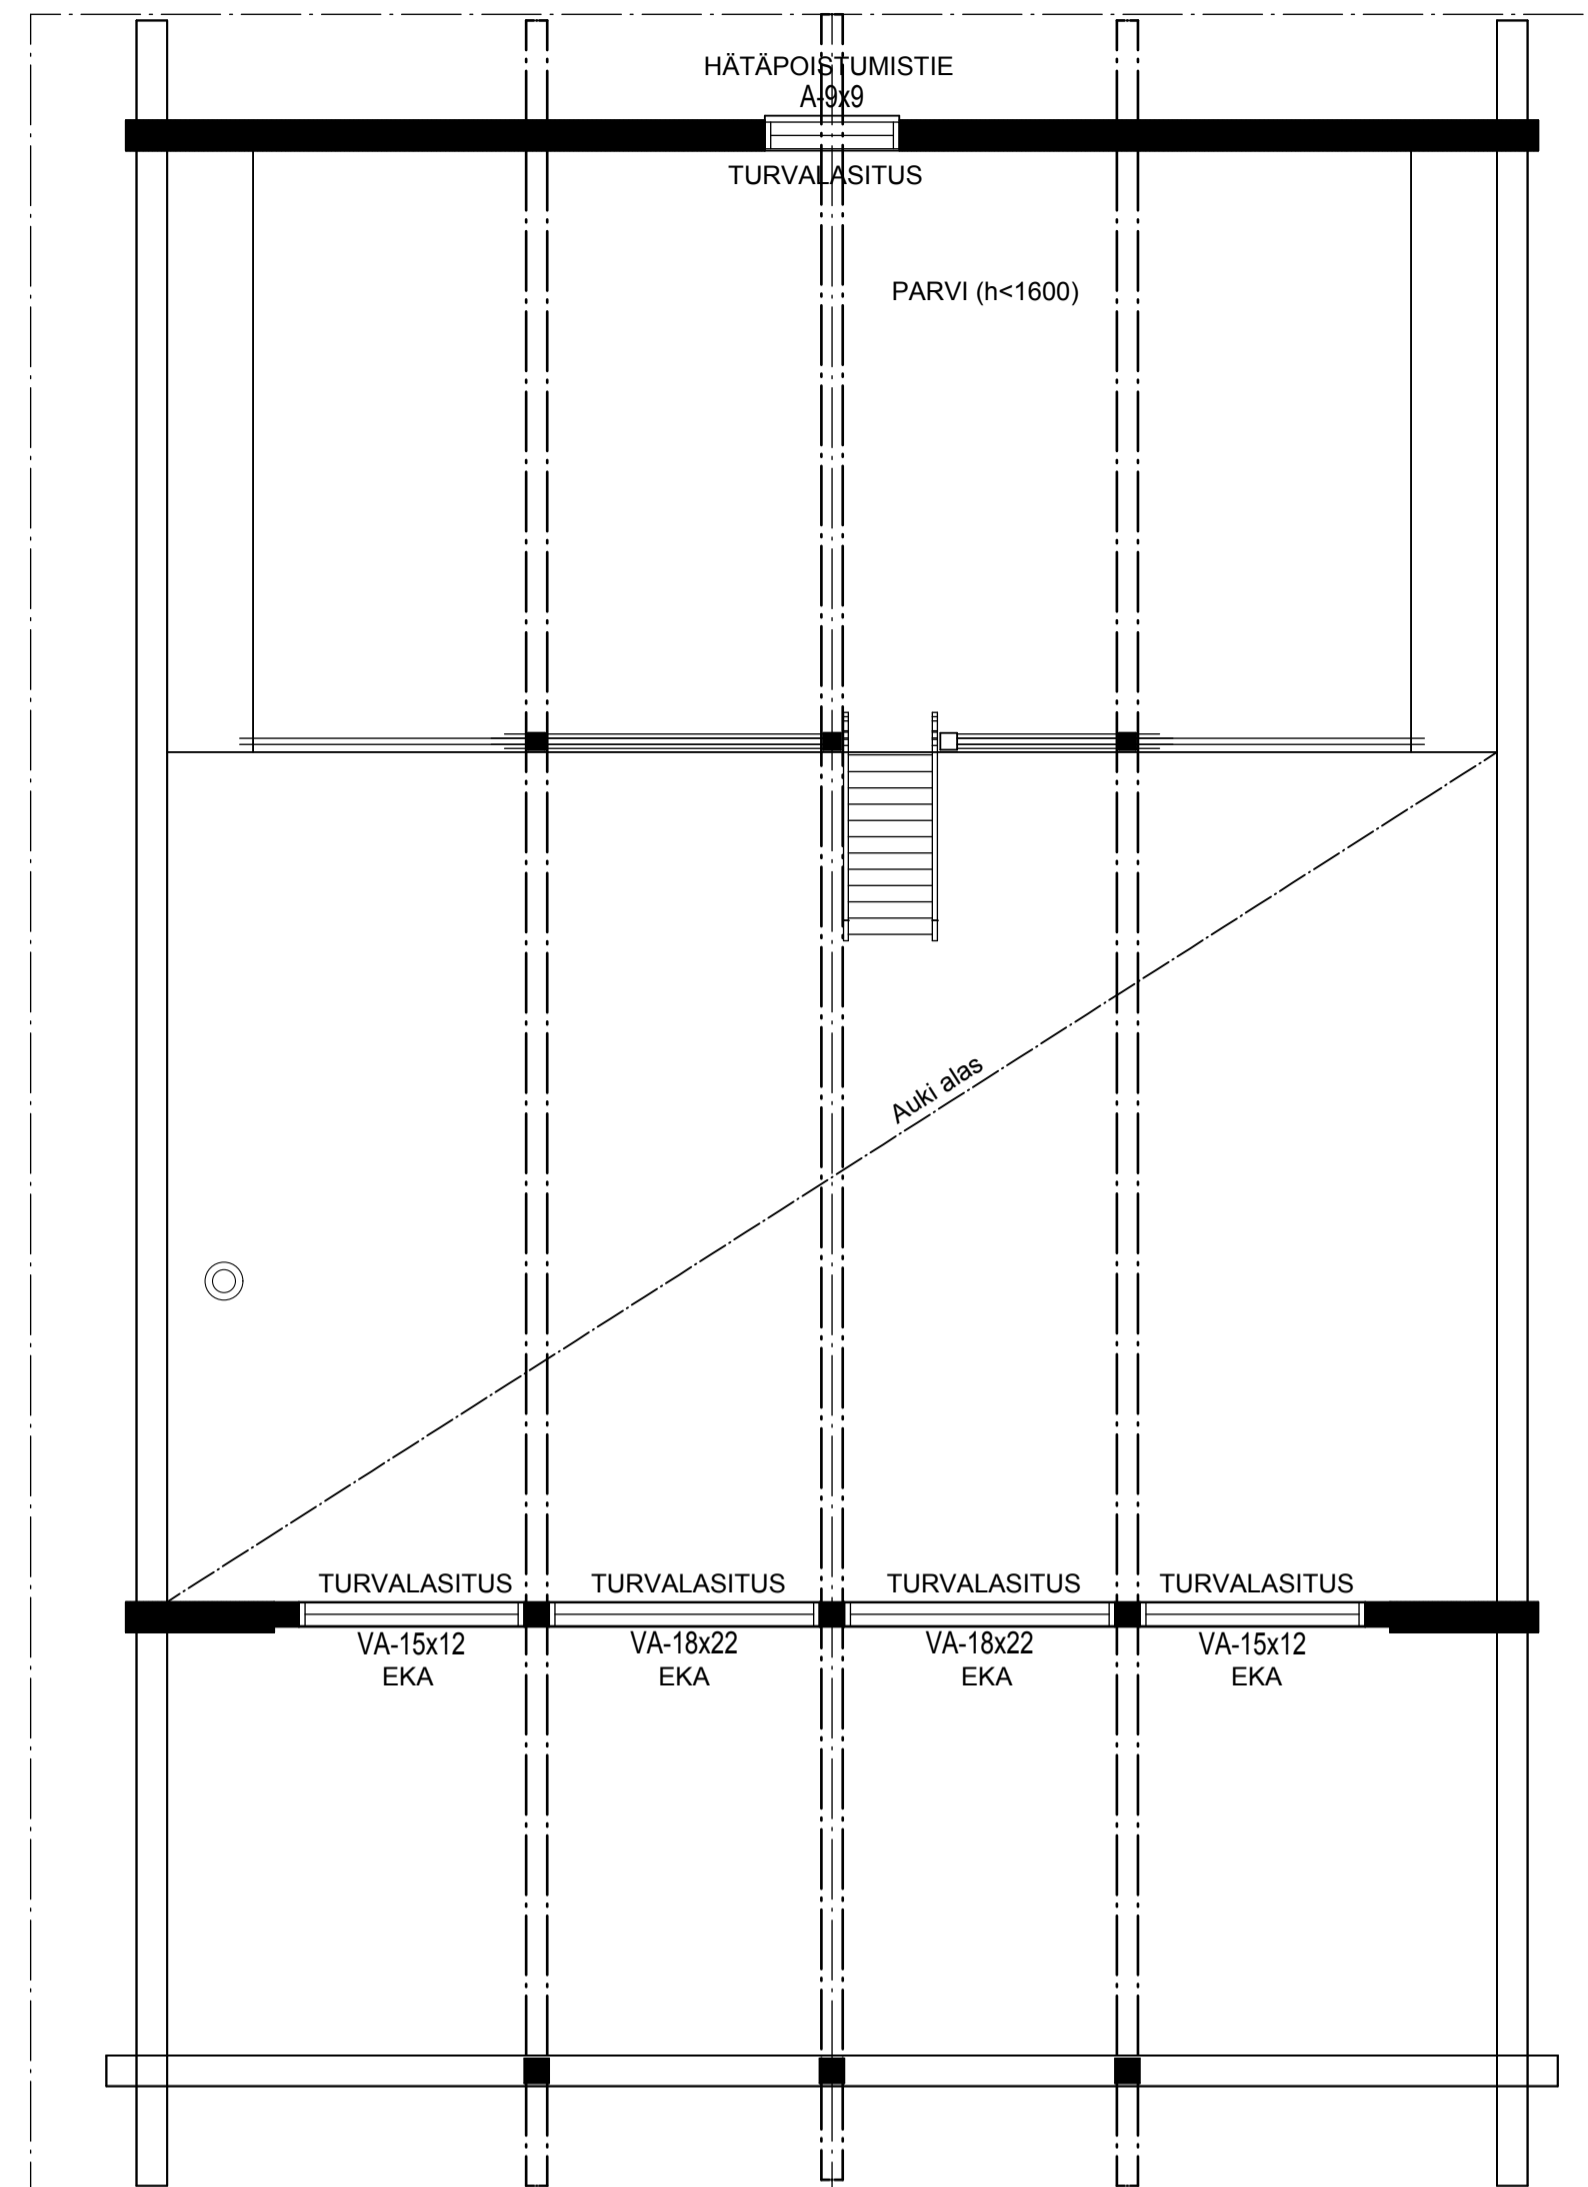 HÄTÄPOISTUMISTIE
A-9x9
TURVALASITUS
PARVI (h<1600)
Auki alas
TURVALASITUS TURVALASITUS TURVALASITUS TURVALASITUS
VA-15x12 VA-18x22 VA-18x22 VA-15x12
EKA EKA EKA EKA